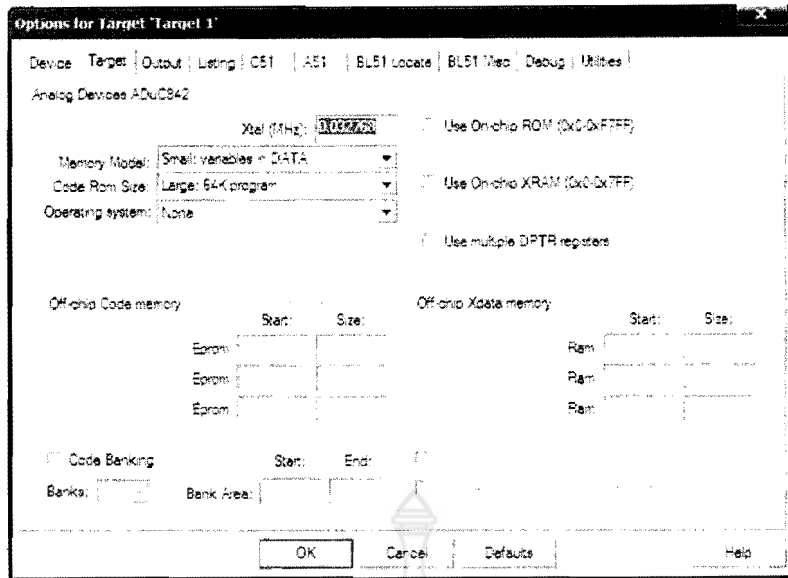 Options for Target 'Target 1'
Device Target Output Listing C51 A51 BL51 Locate BL51 Misc Debug Utilities
Analog Devices ADuC842
Xtal (MHz): 0.032768
Use On-chip ROM (0x0-0xF7FF)
Memory Model: Small: variables in DATA
Code Rom Size: Large: 64K program
Use On-chip XRAM (0x0-0x7FF)
Operating system: None
Use multiple DPTR registers
Off-chip Code memory
Start: Size:
Eprom
Eprom
Eprom
Off-chip Xdata memory
Start: Size:
Ram
Ram
Ram
Code Banking
Start: End:
Banks:
Bank Area:
OK Cancel Defaults Help